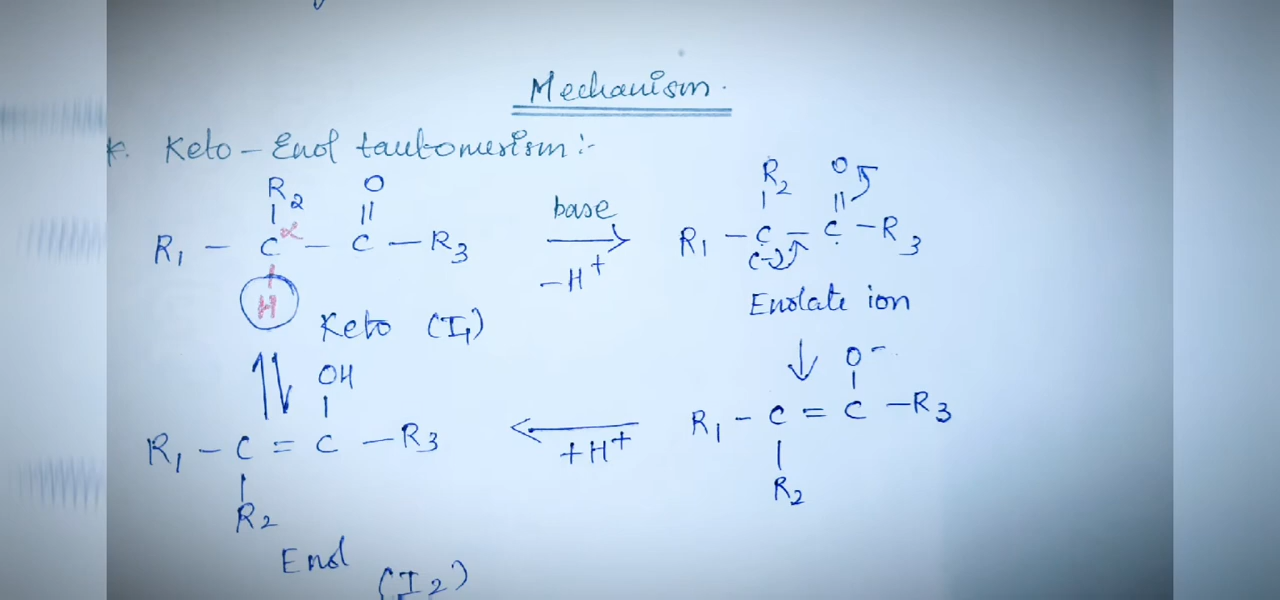 Mechanism.
* Keto - Enol tautomerism :-
R2 O
R1 - C α - C - R3
H
Keto (I1)
base
-H+
R2 O
R1 - C - C - R3
(-)
Enolate ion
O-
R1 - C = C - R3
R2
+H+
OH
R1 - C = C - R3
R2
Enol
(I2)